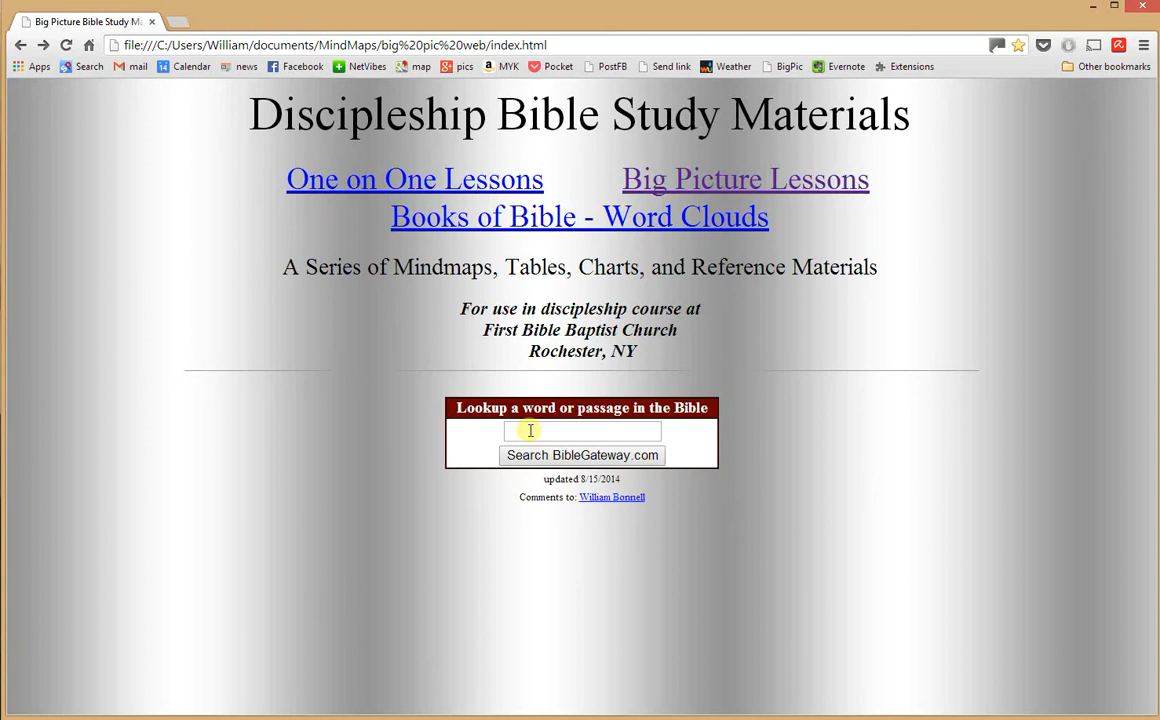 Big Picture Bible Study Ma
file:///C:/Users/William/documents/MindMaps/big%20pic%20web/index.html
Apps Search mail 14 Calendar news Facebook NetVibes map pics MYK Pocket PostFB Send link Weather BigPic Evernote Extensions Other bookmarks
Discipleship Bible Study Materials
One on One Lessons Big Picture Lessons
Books of Bible - Word Clouds
A Series of Mindmaps, Tables, Charts, and Reference Materials
For use in discipleship course at
First Bible Baptist Church
Rochester, NY
Lookup a word or passage in the Bible
Search BibleGateway.com
updated 8/15/2014
Comments to: William Bonnell